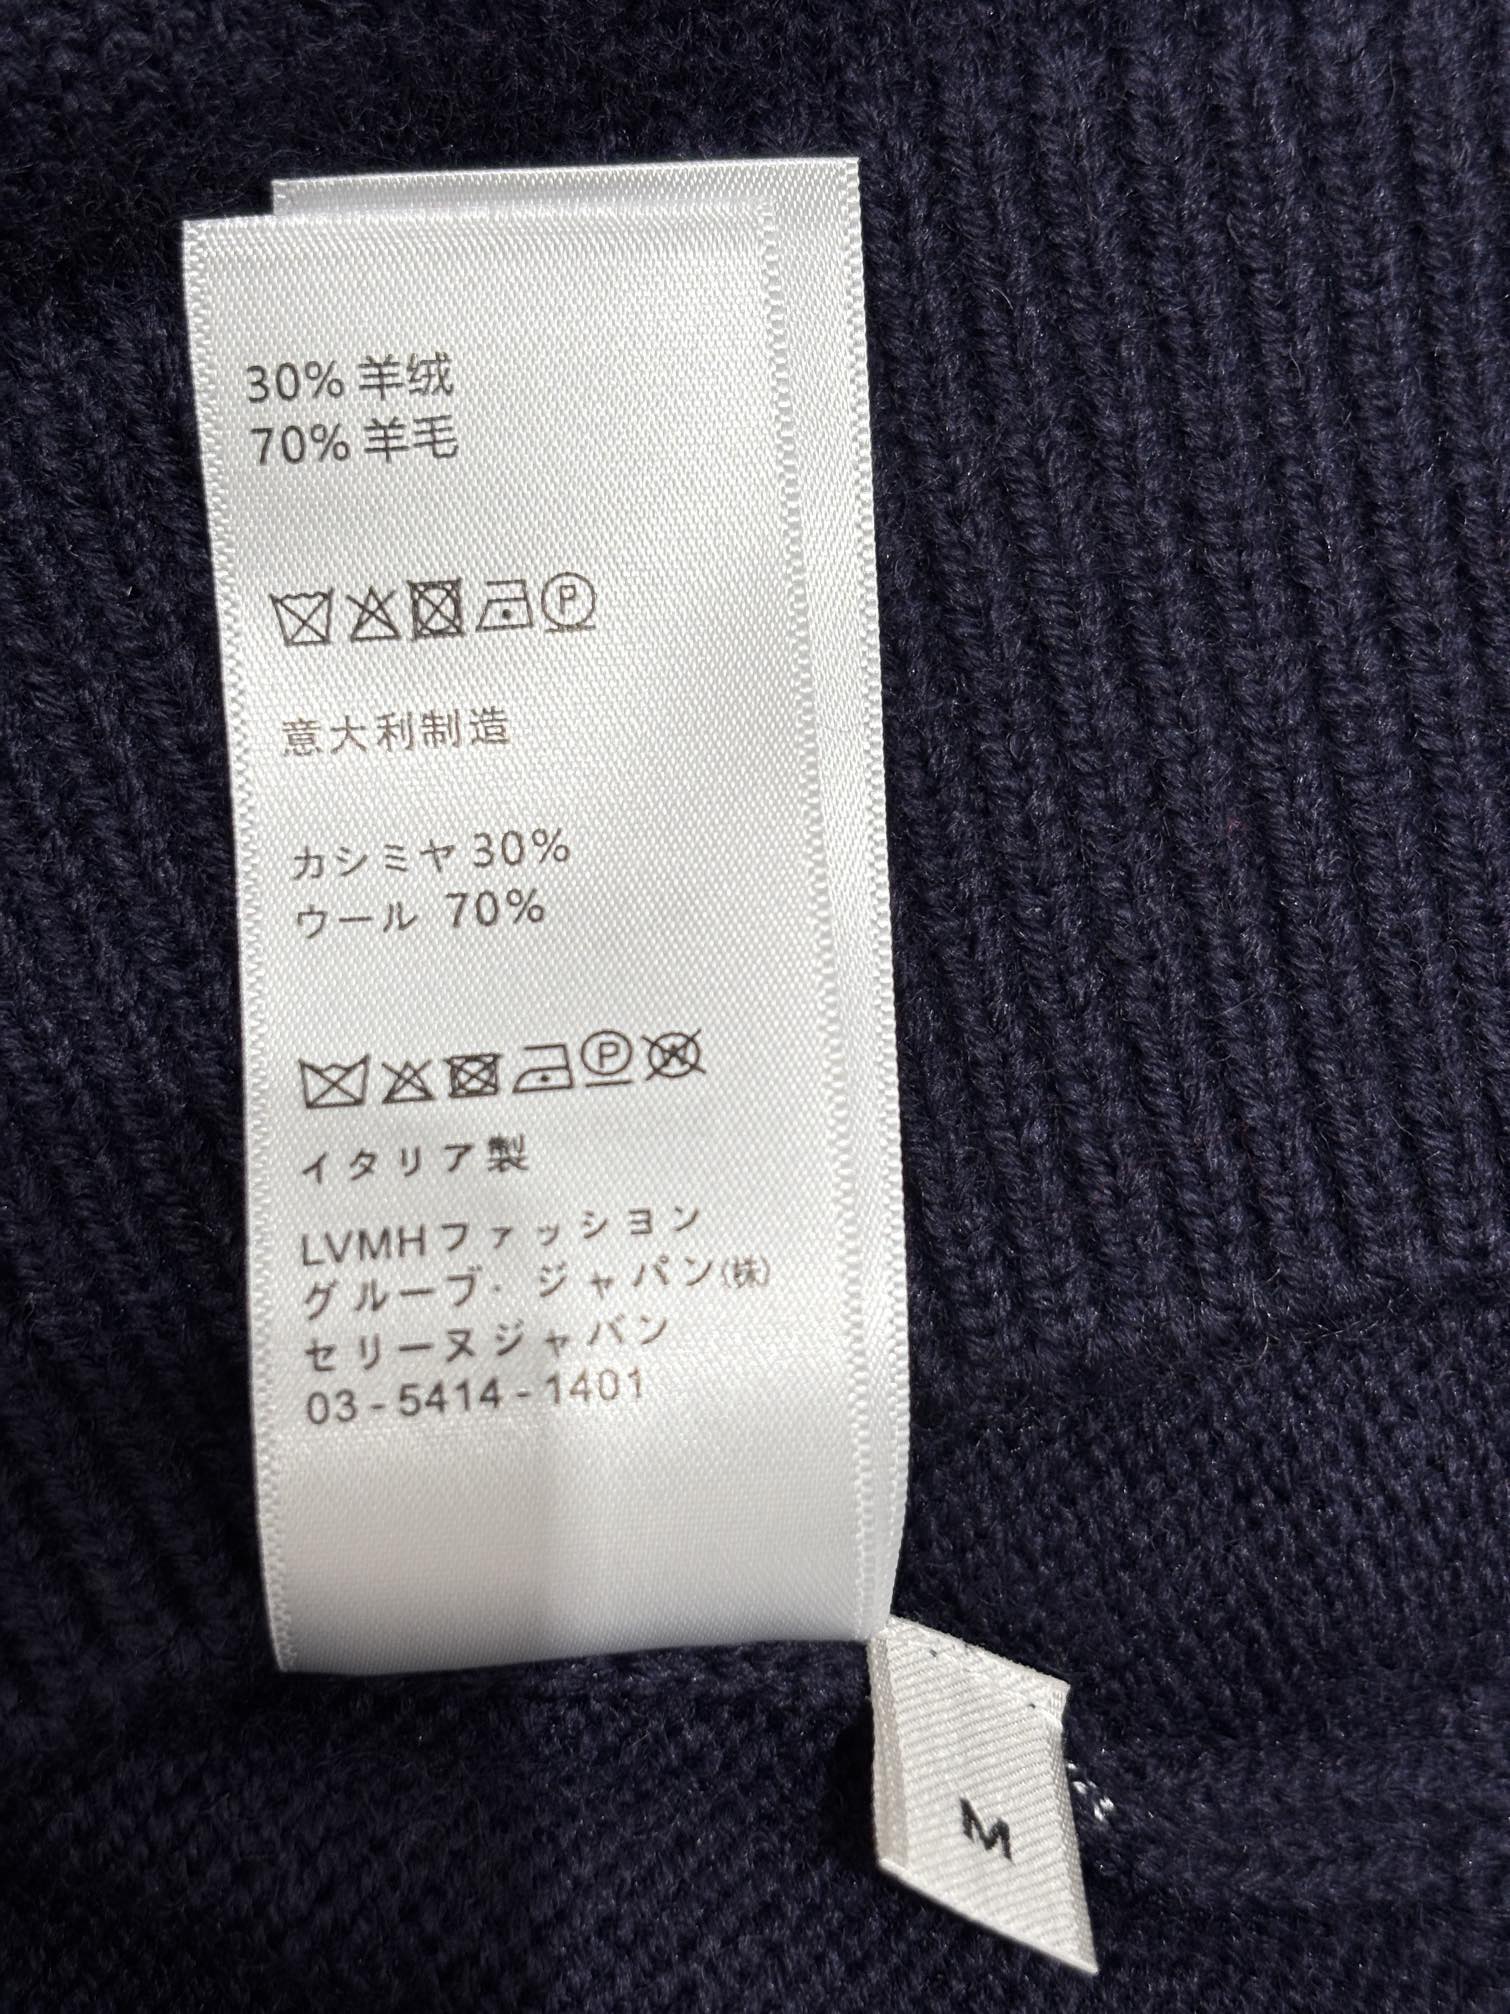 30% 羊绒
70% 羊毛
意大利制造
カシミヤ 30%
ウール 70%
イタリア製
LVMHファッション
グループ・ジャパン(株)
セリーヌジャパン
03-5414-1401
M